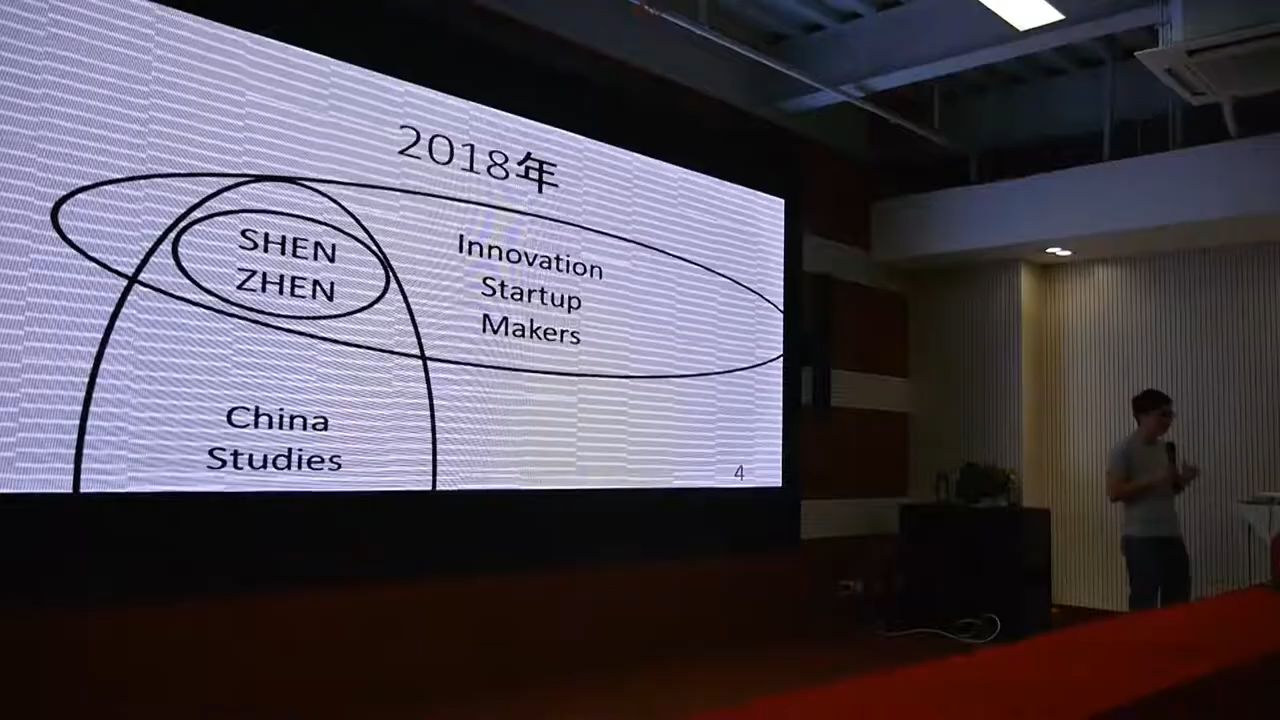 2018年
SHEN
ZHEN
Innovation
Startup
Makers
China
Studies
4